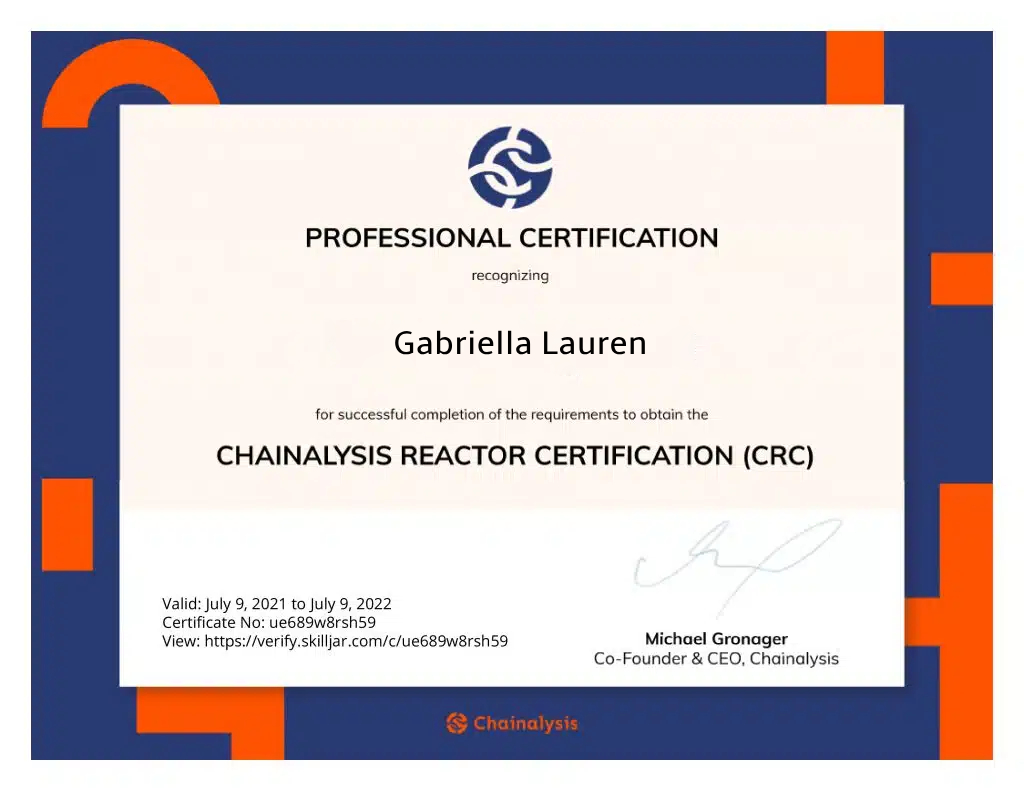 PROFESSIONAL CERTIFICATION
recognizing
Gabriella Lauren
for successful completion of the requirements to obtain the
CHAINALYSIS REACTOR CERTIFICATION (CRC)
Valid: July 9, 2021 to July 9, 2022
Certificate No: ue689w8rsh59
View: https://verify.skilljar.com/c/ue689w8rsh59
Michael Gronager
Co-Founder & CEO, Chainalysis
Chainalysis